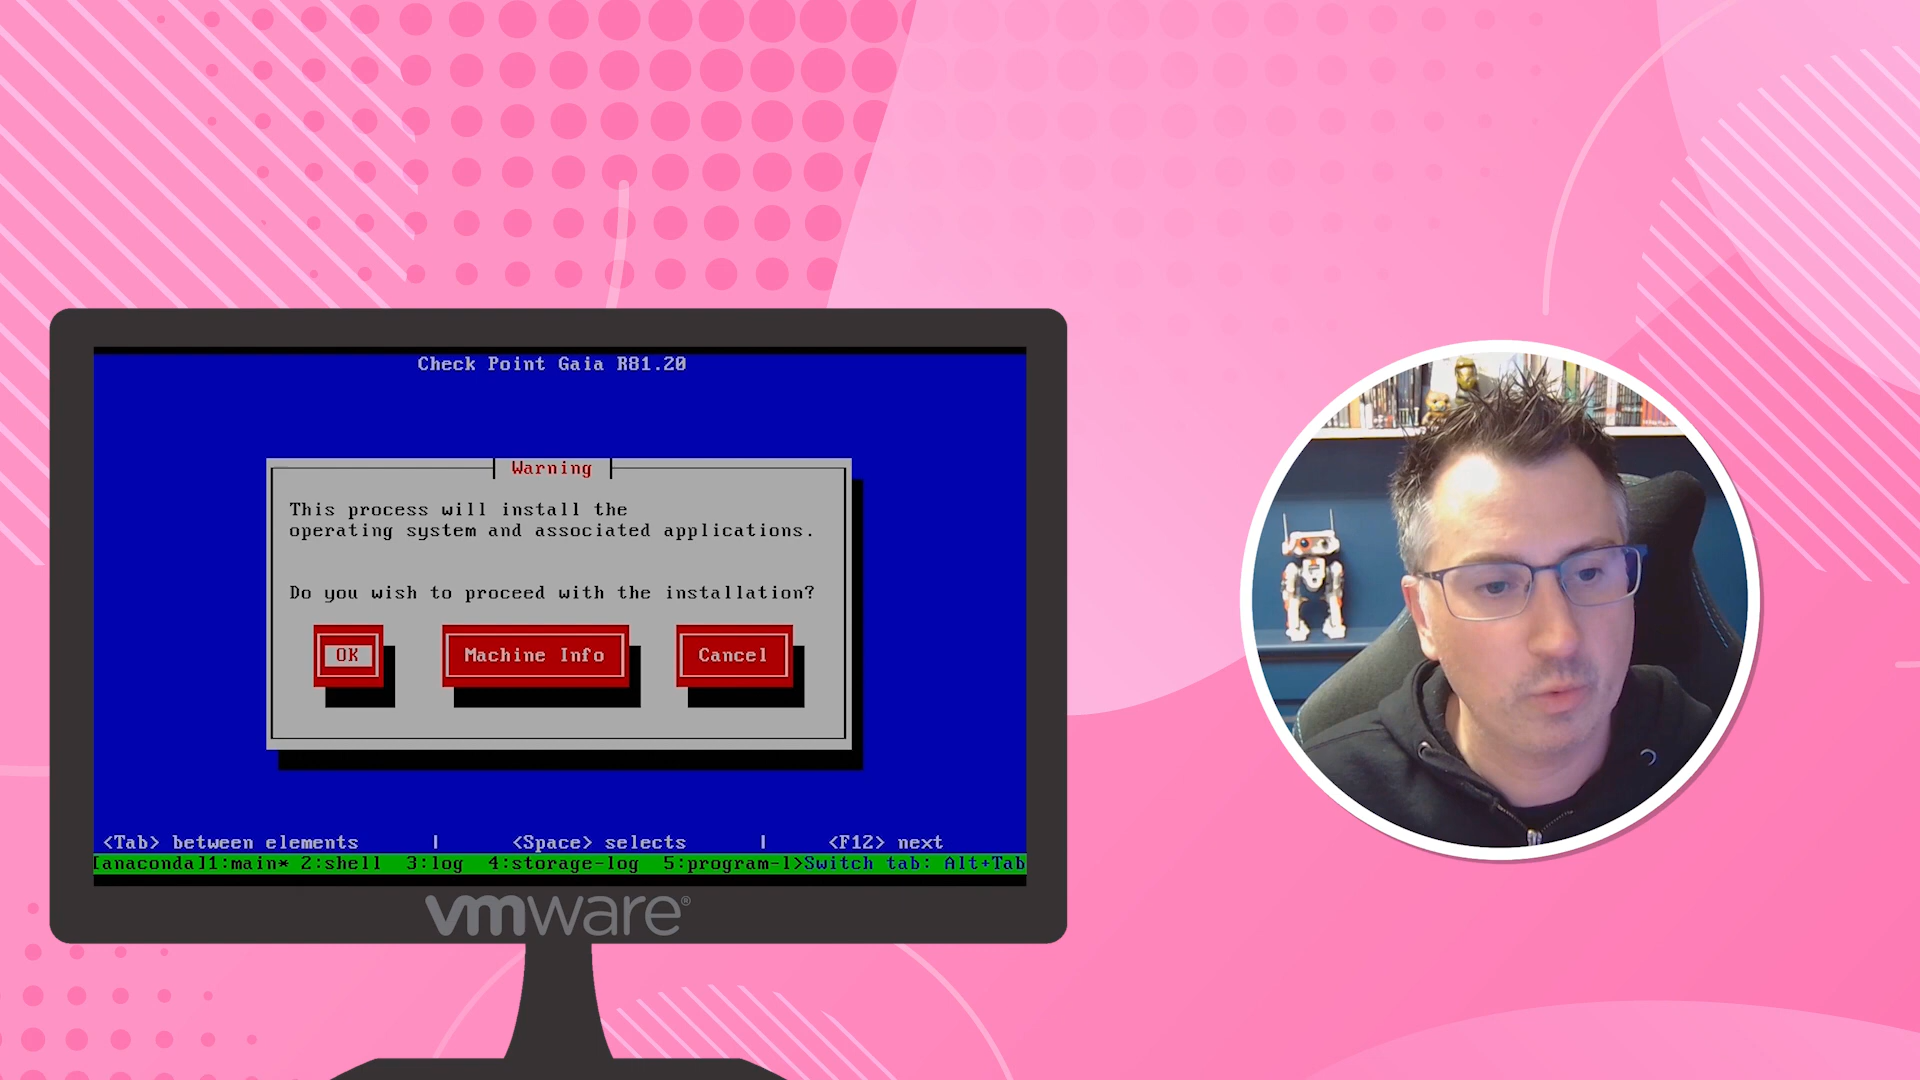 Check Point Gaia R81.20
Warning
This process will install the
operating system and associated applications.
Do you wish to proceed with the installation?
OK
Machine Info
Cancel
<Tab> between elements | <Space> selects | <F12> next
[anaconda]1:main* 2:shell 3:log 4:storage-log 5:program-l>Switch tab: Alt+Tab
vmware®